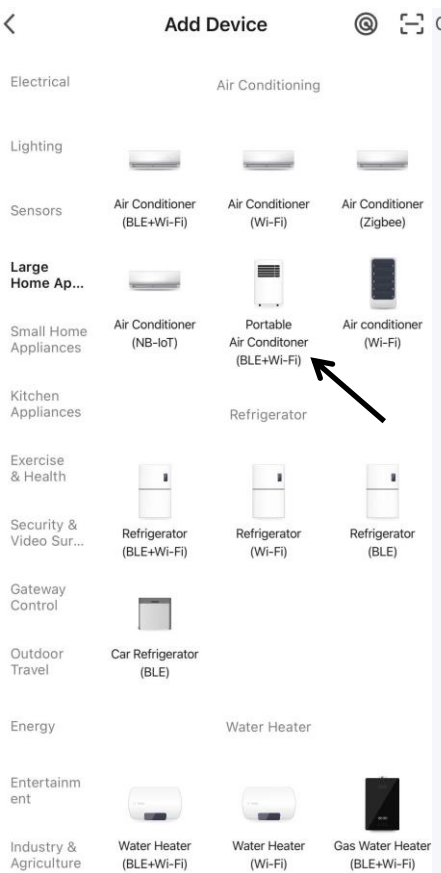 Add Device
Electrical
Lighting
Sensors
Large
Home Ap...
Small Home
Appliances
Kitchen
Appliances
Exercise
& Health
Security &
Video Sur...
Gateway
Control
Outdoor
Travel
Energy
Entertainm
ent
Industry &
Agriculture
Air Conditioning
Air Conditioner
(BLE+Wi-Fi)
Air Conditioner
(Wi-Fi)
Air Conditioner
(Zigbee)
Air Conditioner
(NB-IoT)
Portable
Air Conditoner
(BLE+Wi-Fi)
Air conditioner
(Wi-Fi)
Refrigerator
Refrigerator
(BLE+Wi-Fi)
Refrigerator
(Wi-Fi)
Refrigerator
(BLE)
Car Refrigerator
(BLE)
Water Heater
Water Heater
(BLE+Wi-Fi)
Water Heater
(Wi-Fi)
Gas Water Heater
(BLE+Wi-Fi)